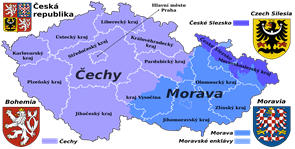 Česká
republika
Hlavní město
Praha
České Slezsko
Czech Silesia
Liberecký kraj
Ústecký kraj
Královéhradecký
kraj
Středočeský kraj
Karlovarský
kraj
Pardubický
kraj
Čechy
Plzeňský kraj
Moravskoslezský kraj
Olomoucký
kraj
Morava
Kraj Vysočina
Zlínský
kraj
Jihočeský kraj
Jihomoravský
kraj
Bohemia
Moravia
Čechy
Morava
Moravské enklávy